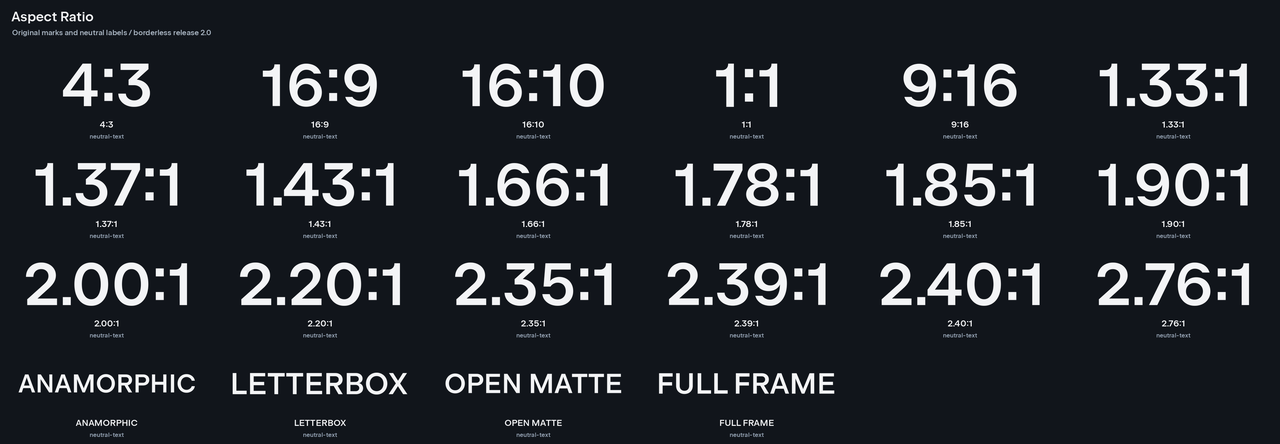 Aspect Ratio
Original marks and neutral labels / borderless release 2.0
4:3 16:9 16:10 1:1 9:16 1.33:1
4:3 16:9 16:10 1:1 9:16 1.33:1
neutral-text neutral-text neutral-text neutral-text neutral-text neutral-text
1.37:1 1.43:1 1.66:1 1.78:1 1.85:1 1.90:1
1.37:1 1.43:1 1.66:1 1.78:1 1.85:1 1.90:1
neutral-text neutral-text neutral-text neutral-text neutral-text neutral-text
2.00:1 2.20:1 2.35:1 2.39:1 2.40:1 2.76:1
2.00:1 2.20:1 2.35:1 2.39:1 2.40:1 2.76:1
neutral-text neutral-text neutral-text neutral-text neutral-text neutral-text
ANAMORPHIC LETTERBOX OPEN MATTE FULL FRAME
ANAMORPHIC LETTERBOX OPEN MATTE FULL FRAME
neutral-text neutral-text neutral-text neutral-text